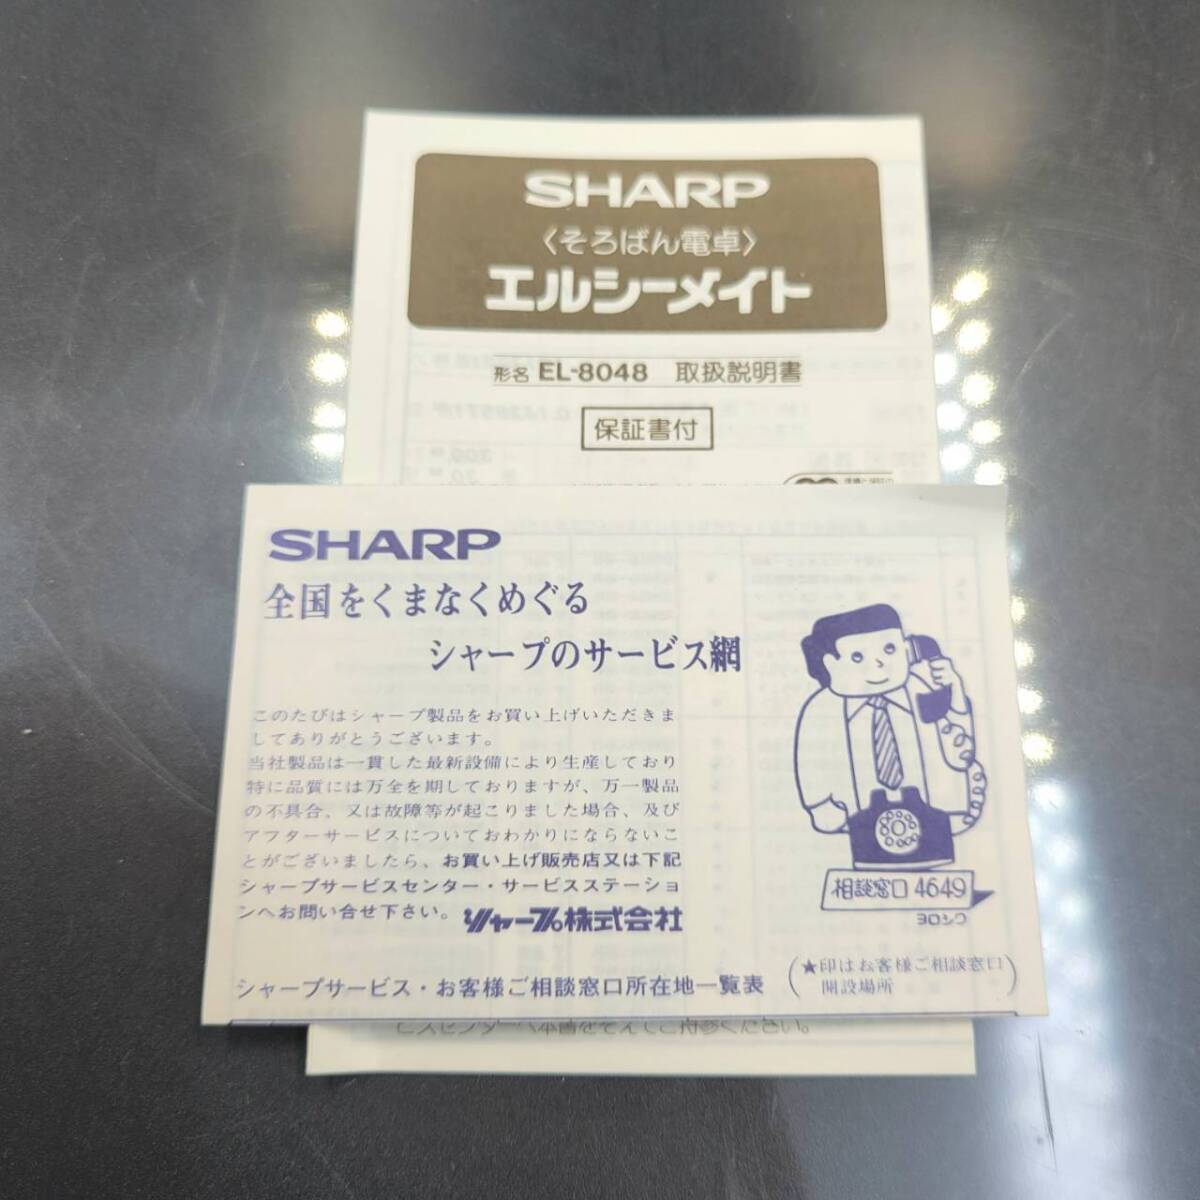 SHARP
〈そろばん電卓〉
エルシーメイト
形名 EL-8048 取扱説明書
保証書付
SHARP
全国をくまなくめぐる
シャープのサービス網
このたびはシャープ製品をお買い上げいただきま
してありがとうございます。
当社製品は一貫した最新設備により生産しており
特に品質には万全を期しておりますが、万一製品
の不具合、又は故障等が起こりました場合、及び
アフターサービスについておわかりにならないこ
とがございましたら、お買い上げ販売店又は下記
シャープサービスセンター・サービスステーショ
ンへお問い合せ下さい。 シャープ株式会社
相談窓口 4649
ヨロシク
シャープサービス・お客様ご相談窓口所在地一覧表
(★印はお客様ご相談窓口
開設場所)